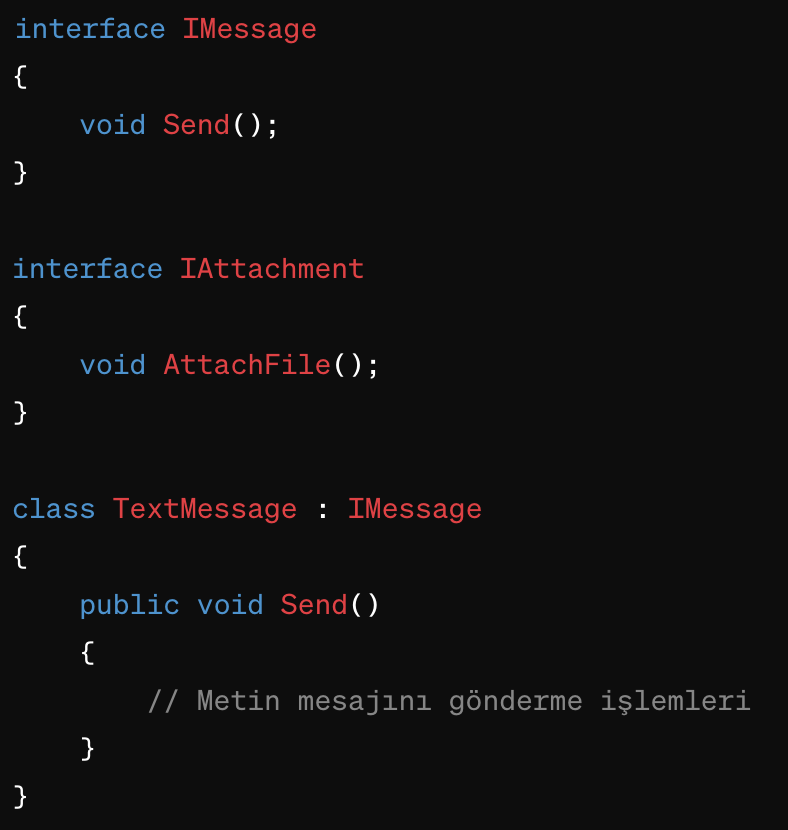 interface IMessage
{
    void Send();
}

interface IAttachment
{
    void AttachFile();
}

class TextMessage : IMessage
{
    public void Send()
    {
        // Metin mesajını gönderme işlemleri
    }
}